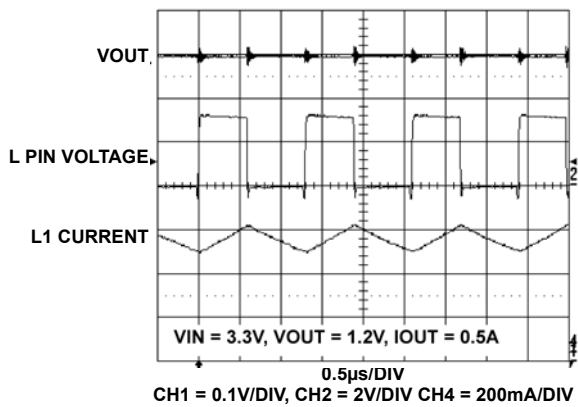 VOUT
L PIN VOLTAGE
2
L1 CURRENT
VIN = 3.3V, VOUT = 1.2V, IOUT = 0.5A
4
0.5µs/DIV
CH1 = 0.1V/DIV, CH2 = 2V/DIV CH4 = 200mA/DIV